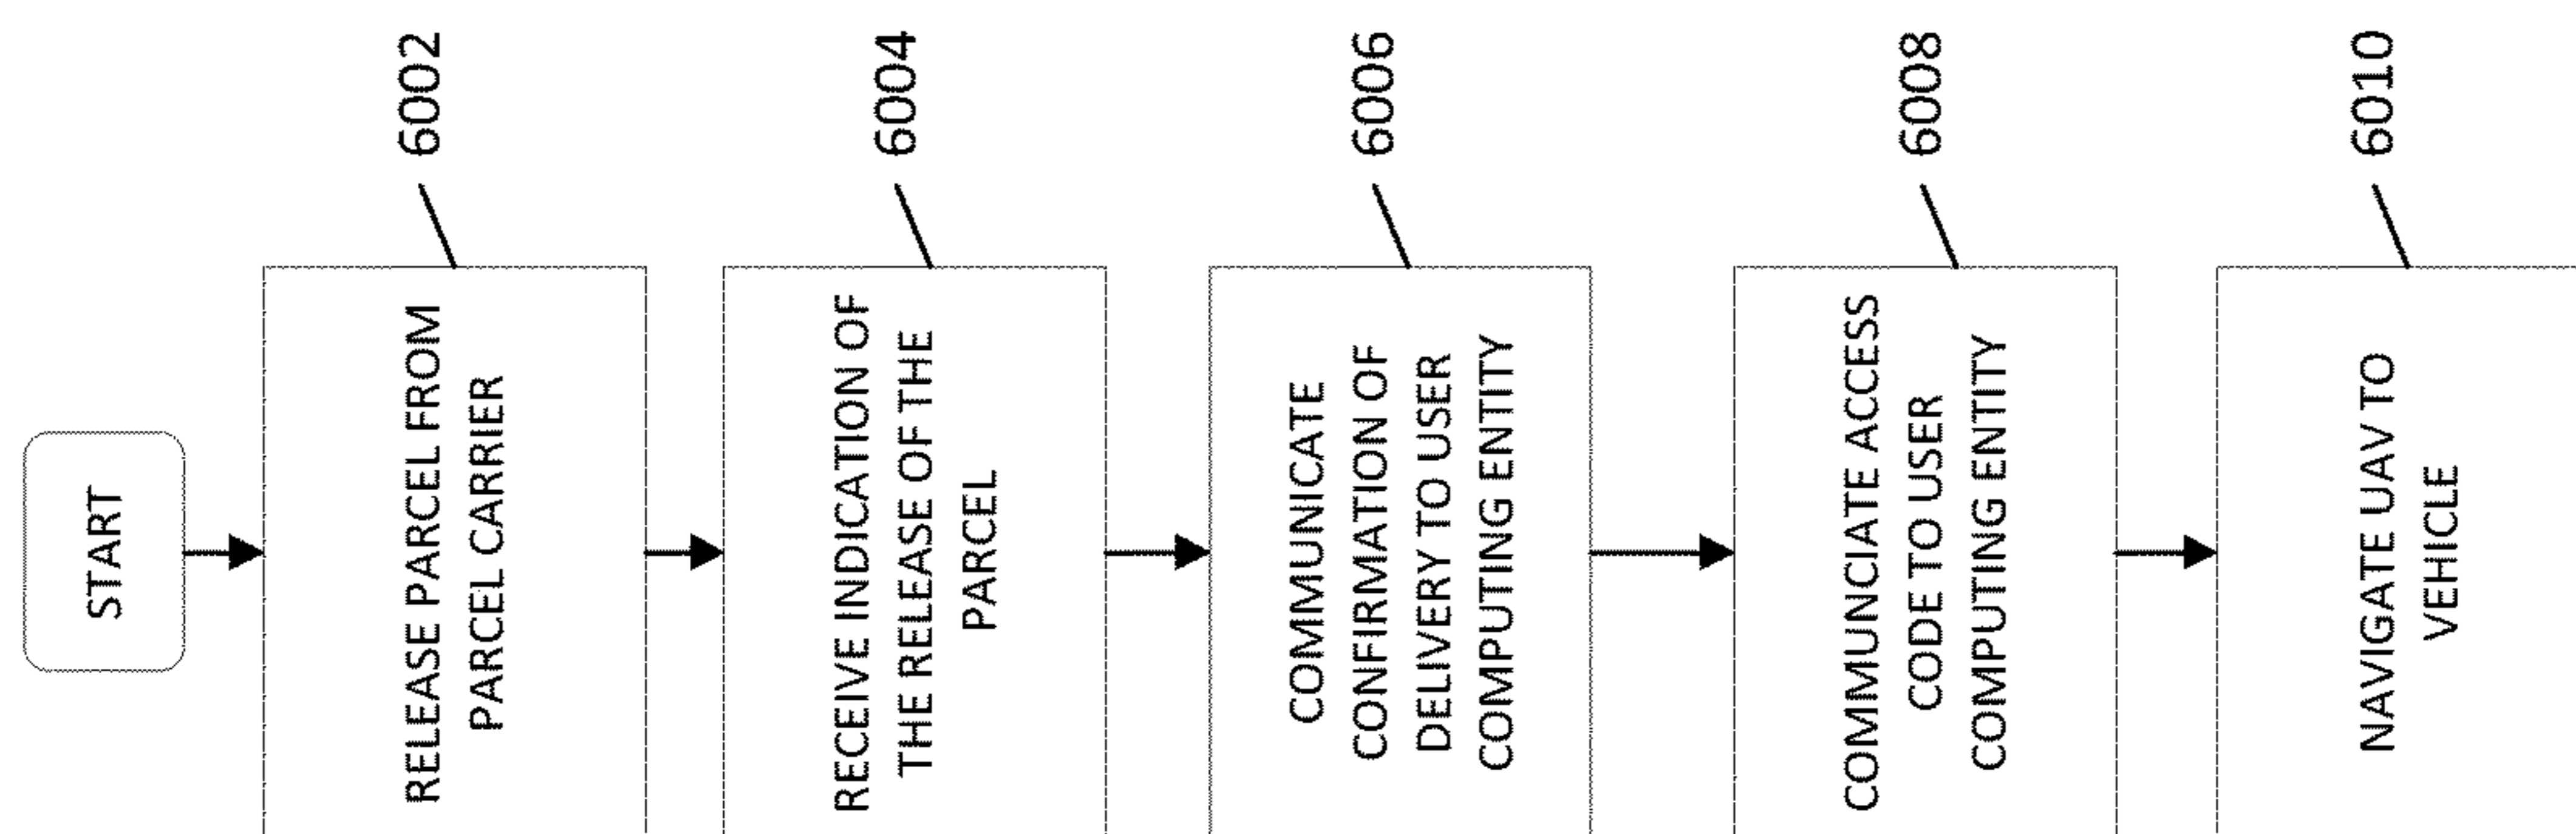 START
RELEASE PARCEL FROM
PARCEL CARRIER
6002
RECEIVE INDICATION OF
THE RELEASE OF THE
PARCEL
6004
COMMUNICATE
CONFIRMATION OF
DELIVERY TO USER
COMPUTING ENTITY
6006
COMMUNCIATE ACCESS
CODE TO USER
COMPUTING ENTITY
6008
NAVIGATE UAV TO
VEHICLE
6010